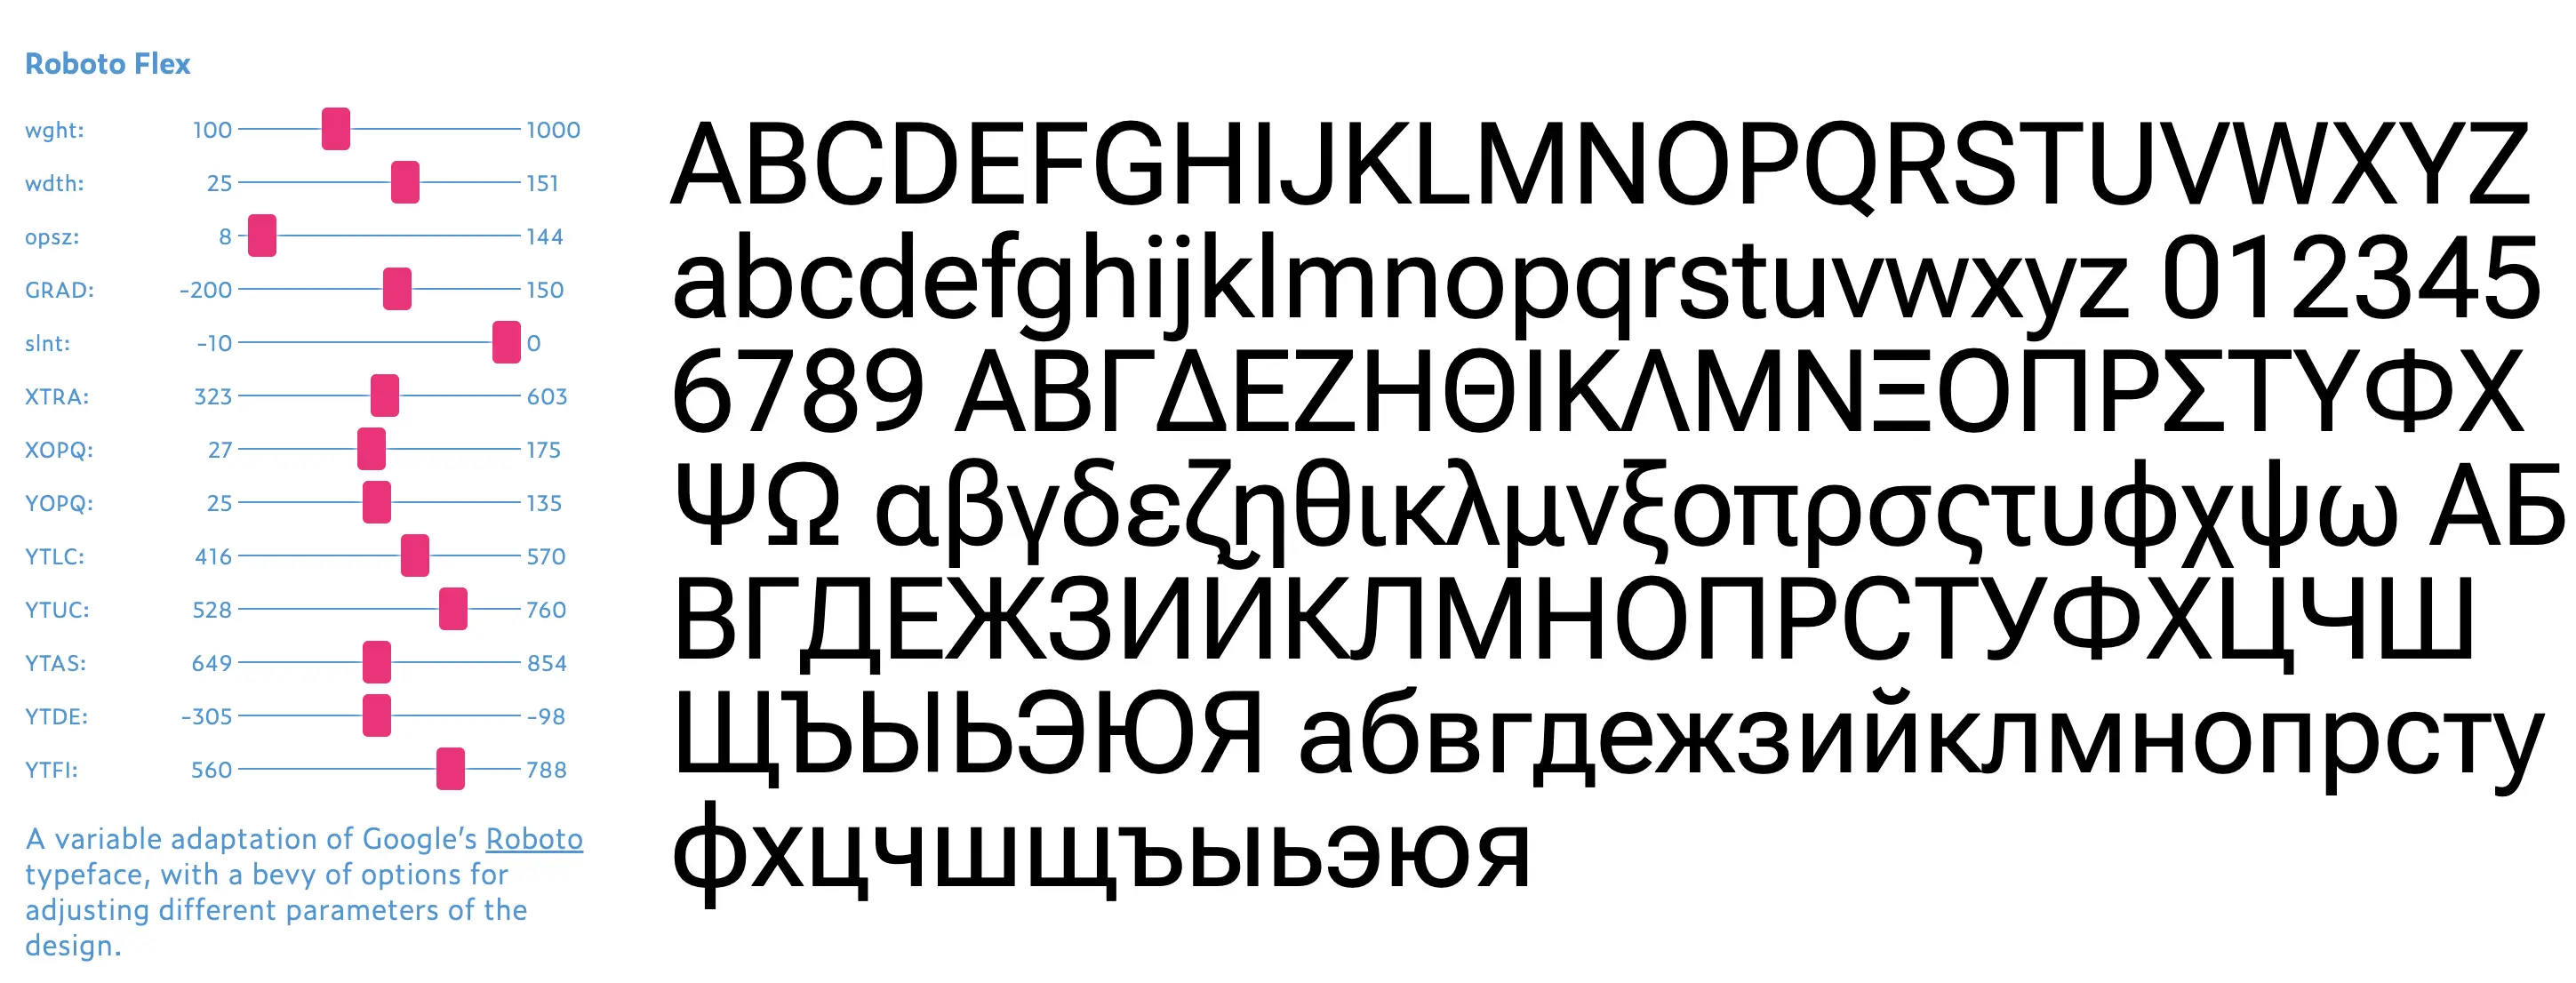 Roboto Flex
wght: 100 1000
wdth: 25 151
opsz: 8 144
GRAD: -200 150
slnt: -10 0
XTRA: 323 603
XOPQ: 27 175
YOPQ: 25 135
YTLC: 416 570
YTUC: 528 760
YTAS: 649 854
YTDE: -305 -98
YTFI: 560 788
A variable adaptation of Google’s Roboto
typeface, with a bevy of options for
adjusting different parameters of the
design.
ABCDEFGHIJKLMNOPQRSTUVWXYZ
abcdefghijklmnopqrstuvwxyz 012345
6789 ΑΒΓΔΕΖΗΘΙΚΛΜΝΞΟΠΡΣΤΥΦΧ
ΨΩ αβγδεζηθικλμνξοπρσςτυφχψω АБ
ВГДЕЖЗИЙКЛМНОПРСТУФХЦЧШ
ЩЪЫЬЭЮЯ абвгдежзийклмнопрсту
фхцчшщъыьэюя